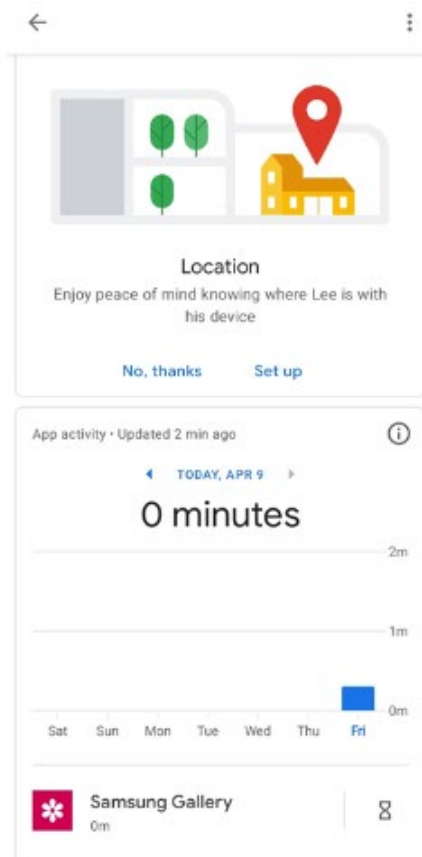 Location
Enjoy peace of mind knowing where Lee is with
his device
No, thanks Set up
App activity • Updated 2 min ago
TODAY, APR 9
0 minutes
2m
1m
0m
Sat Sun Mon Tue Wed Thu Fri
Samsung Gallery
0m